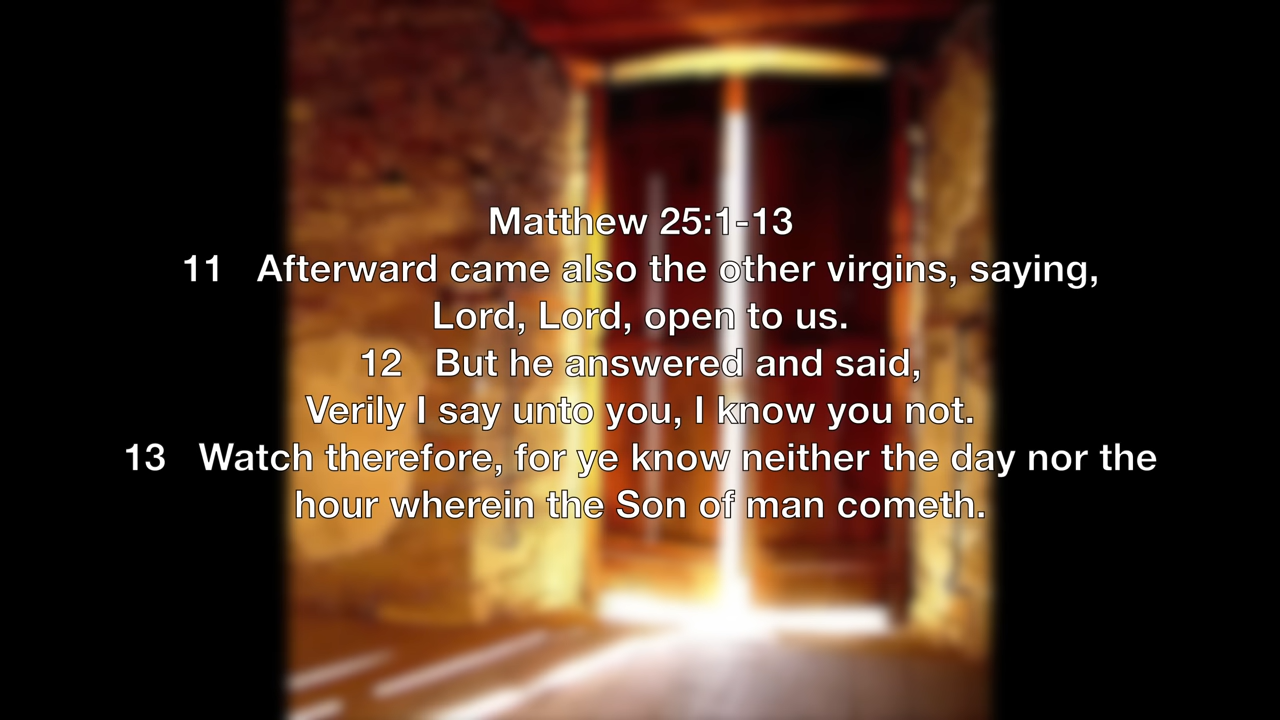 Matthew 25:1-13
11 Afterward came also the other virgins, saying,
Lord, Lord, open to us.
12 But he answered and said,
Verily I say unto you, I know you not.
13 Watch therefore, for ye know neither the day nor the
hour wherein the Son of man cometh.